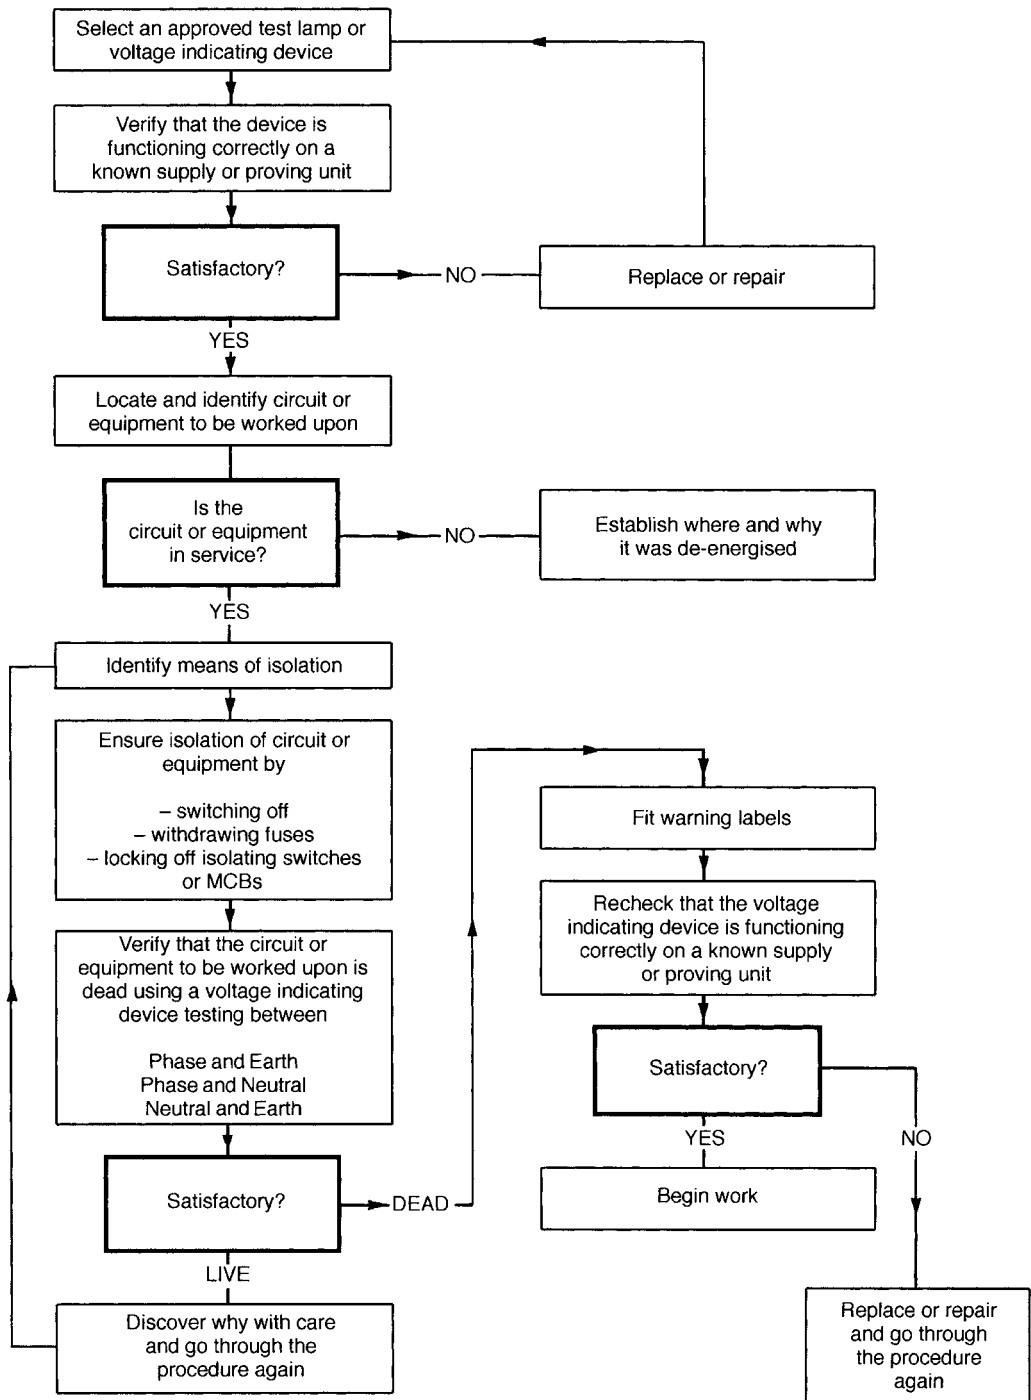 Select an approved test lamp or
voltage indicating device
Verify that the device is
functioning correctly on a
known supply or proving unit
Satisfactory?
NO
Replace or repair
YES
Locate and identify circuit or
equipment to be worked upon
Is the
circuit or equipment
in service?
NO
Establish where and why
it was de-energised
YES
Identify means of isolation
Ensure isolation of circuit or
equipment by
– switching off
– withdrawing fuses
– locking off isolating switches
or MCBs
Verify that the circuit or
equipment to be worked upon is
dead using a voltage indicating
device testing between
Phase and Earth
Phase and Neutral
Neutral and Earth
Satisfactory?
DEAD
LIVE
Discover why with care
and go through the
procedure again
Fit warning labels
Recheck that the voltage
indicating device is functioning
correctly on a known supply
or proving unit
Satisfactory?
YES
NO
Begin work
Replace or repair
and go through
the procedure
again